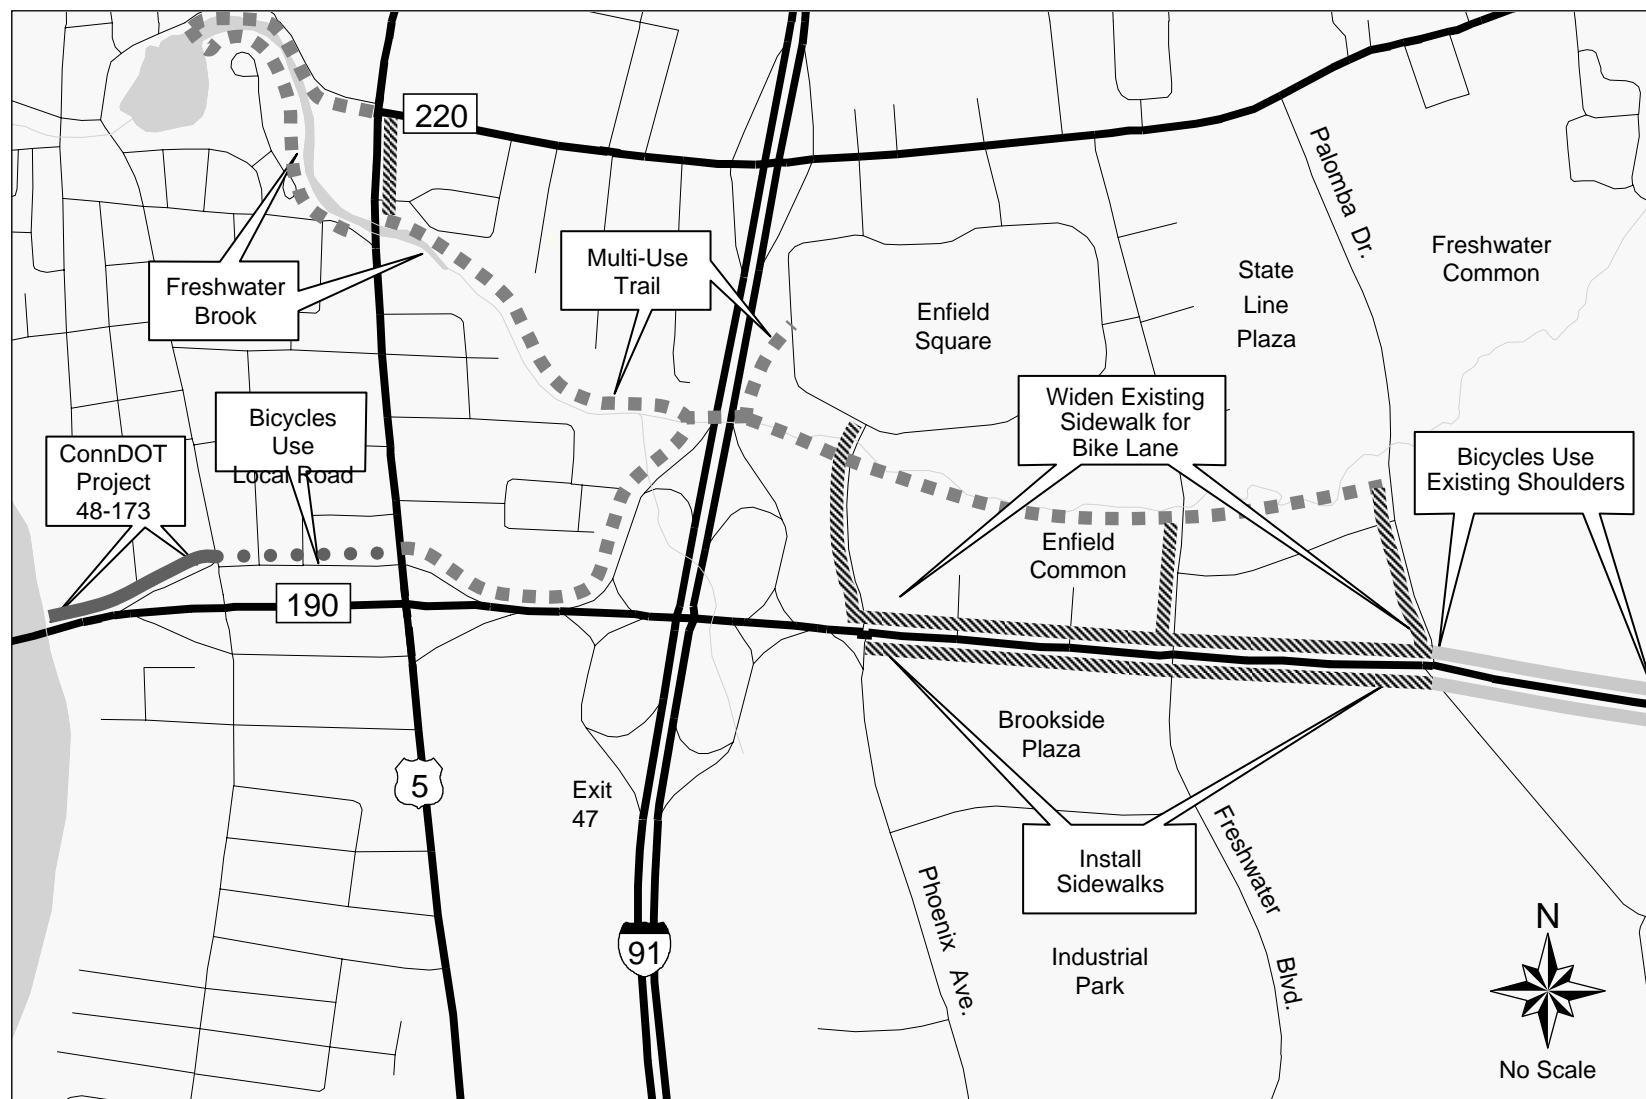 220
Palomba Dr.
Freshwater
Common
State
Line
Plaza
Multi-Use
Trail
Freshwater
Brook
Enfield
Square
Widen Existing
Sidewalk for
Bike Lane
Bicycles
Use
Local Road
ConnDOT
Project
48-173
Bicycles Use
Existing Shoulders
Enfield
Common
190
Brookside
Plaza
5
Exit
47
Install
Sidewalks
Freshwater Blvd.
Phoenix Ave.
91
Industrial
Park
N
No Scale